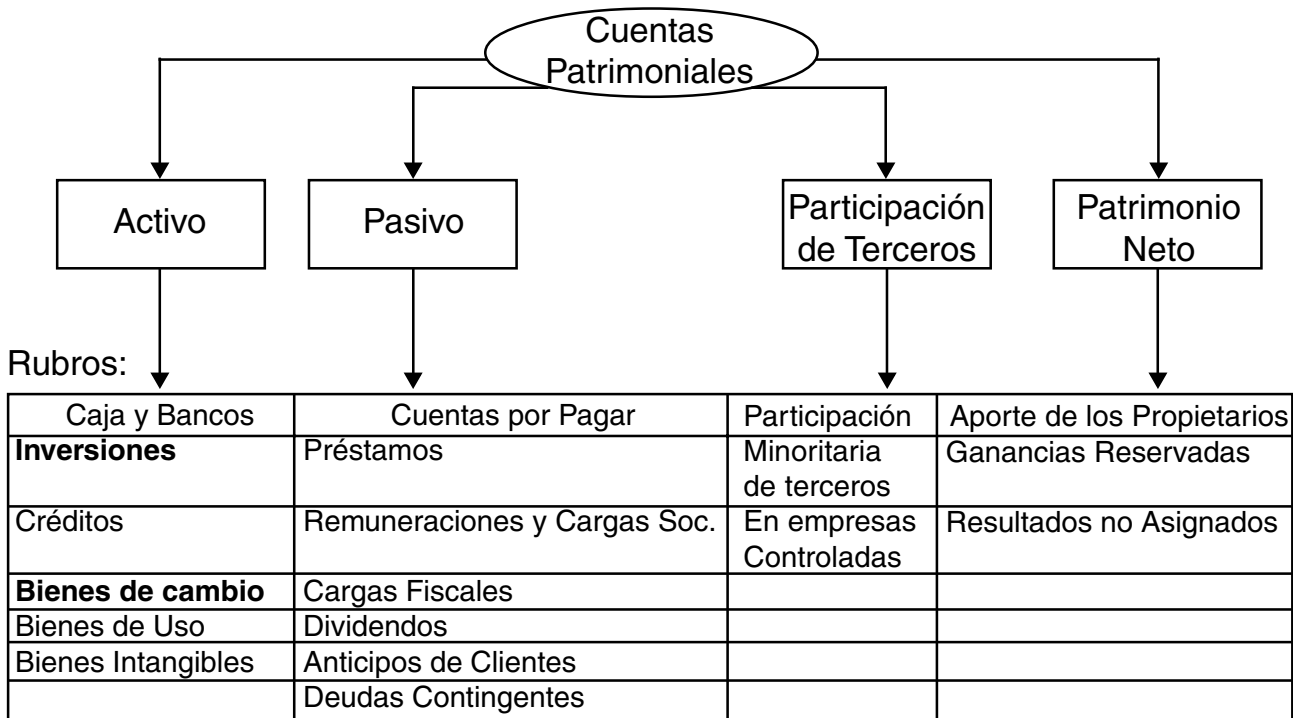 Cuentas
Patrimoniales
Activo
Pasivo
Participación
de Terceros
Patrimonio
Neto
Rubros:
Caja y Bancos
Cuentas por Pagar
Participación
Aporte de los Propietarios
Inversiones
Préstamos
Minoritaria
de terceros
Ganancias Reservadas
Créditos
Remuneraciones y Cargas Soc.
En empresas
Controladas
Resultados no Asignados
Bienes de cambio
Cargas Fiscales
Bienes de Uso
Dividendos
Bienes Intangibles
Anticipos de Clientes
Deudas Contingentes